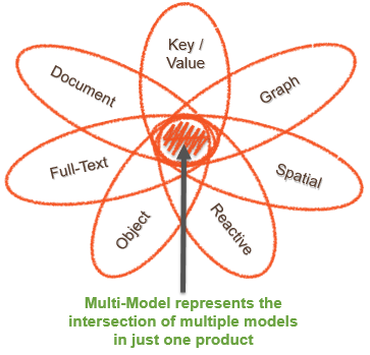 Key /
Value
Document
Graph
Full-Text
Spatial
Object
Reactive
Multi-Model represents the
intersection of multiple models
in just one product